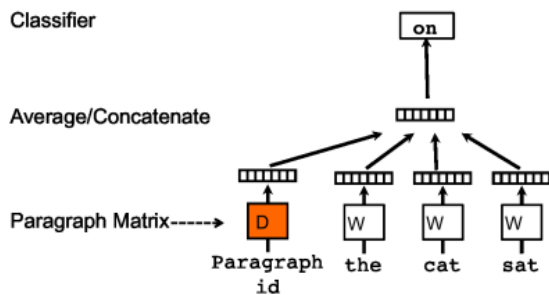 Classifier
on
Average/Concatenate
Paragraph Matrix
D
W
W
W
Paragraph
id
the
cat
sat